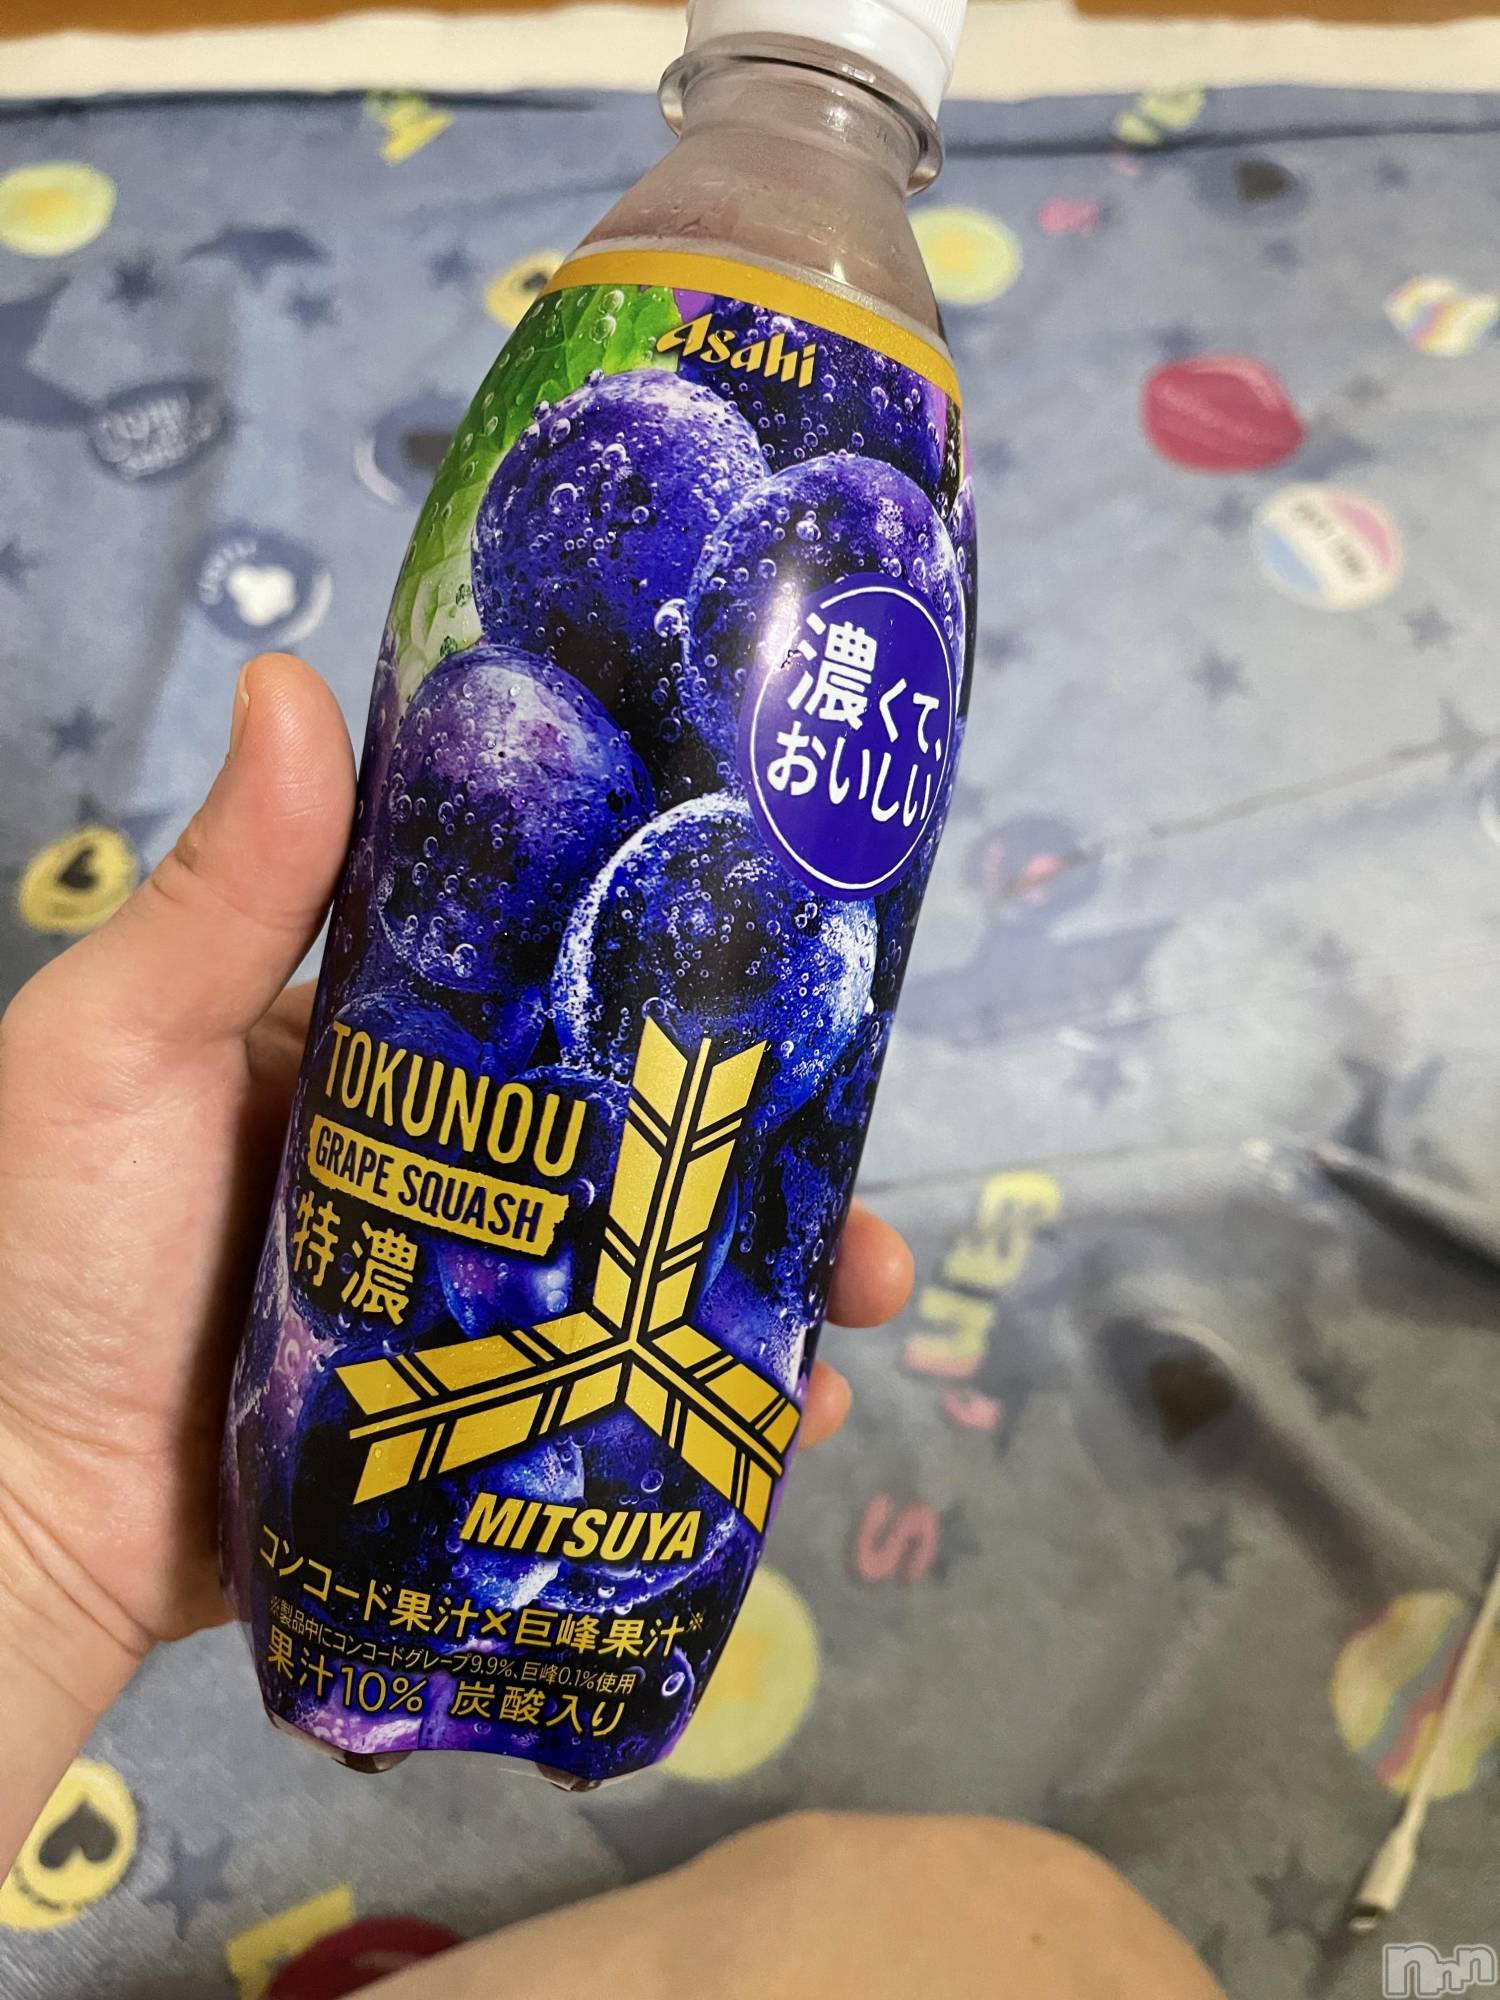 Asahi
濃くて、
おいしい
TOKUNOU
GRAPE SQUASH
特濃
MITSUYA
コンコード果汁×巨峰果汁※
※製品中にコンコードグレープ9.9%、巨峰0.1%使用
果汁10% 炭酸入り
nnn